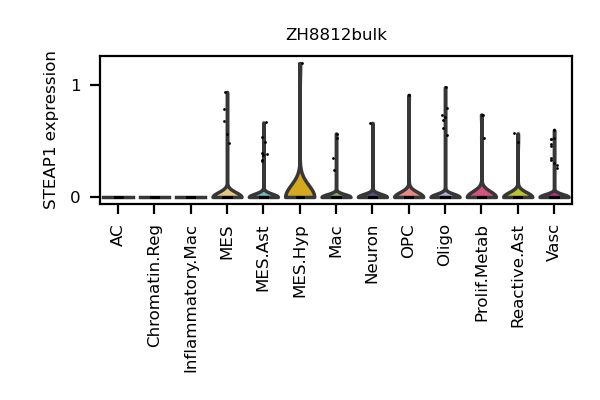 ZH8812bulk
STEAP1 expression
1
0
AC
Chromatin.Reg
Inflammatory.Mac
MES
MES.Ast
MES.Hyp
Mac
Neuron
OPC
Oligo
Prolif.Metab
Reactive.Ast
Vasc